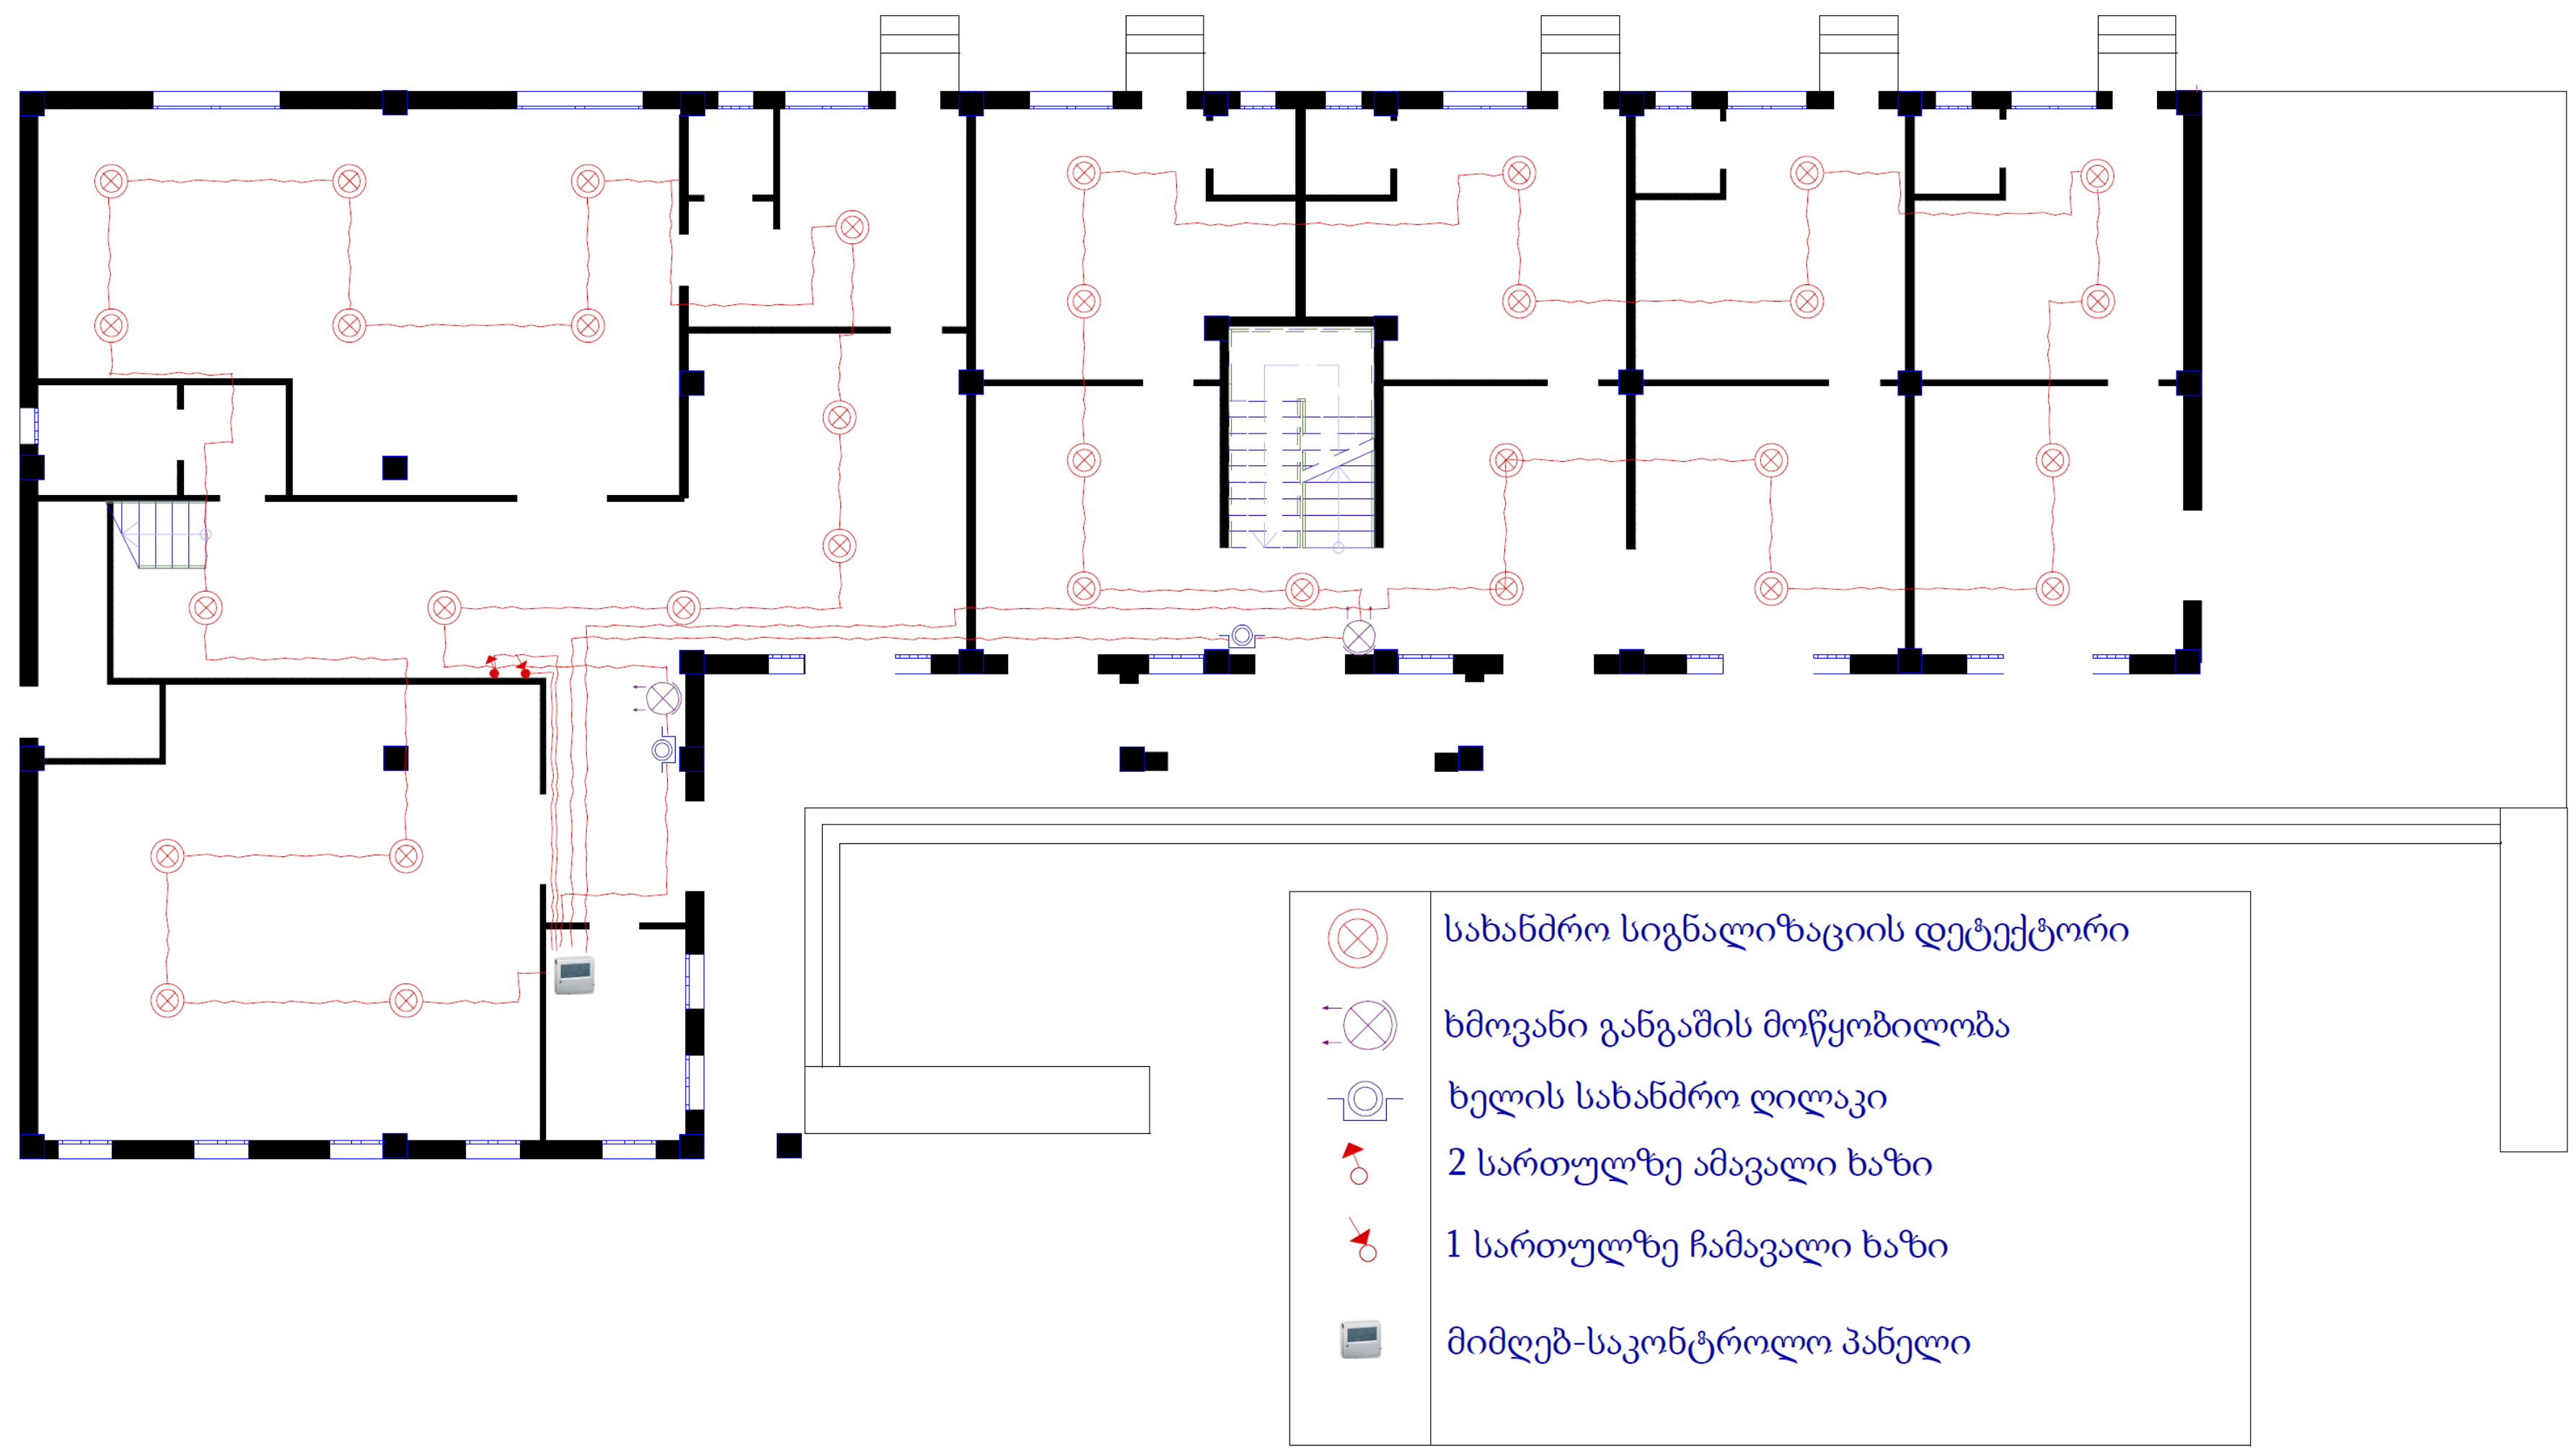 სახანძრო სიგნალიზაციის დეტექტორი
ხმოვანი განგაშის მოწყობილობა
ხელის სახანძრო ღილაკი
2 სართულზე ამავალი ხაზი
1 სართულზე ჩამავალი ხაზი
მიმღებ-საკონტროლო პანელი